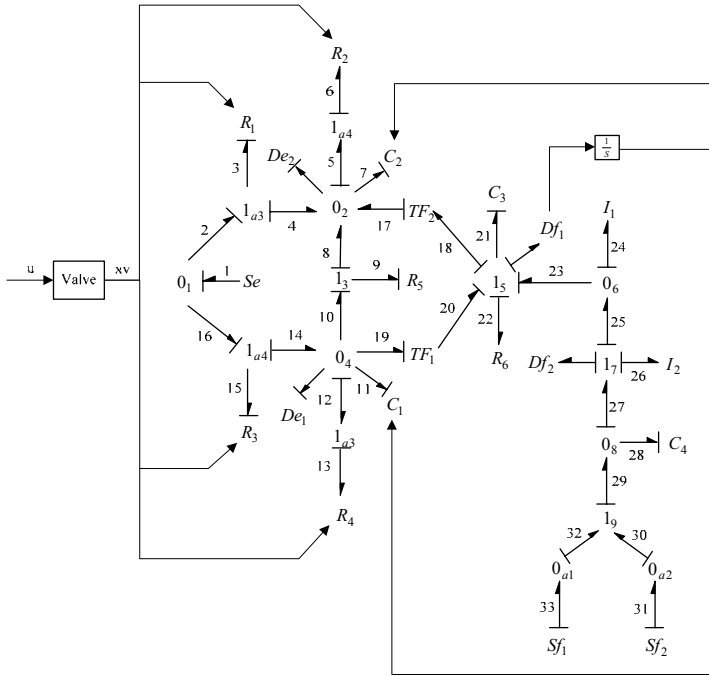 R2
6
1a4
R1
De2
5
7
C2
3
1/s
C3
2
1a3
4
02
17
TF2
21
Df1
I1
18
24
8
u
Valve
xv
01
1
Se
13
9
R5
15
23
06
10
20
22
25
16
14
19
1a4
04
TF1
R6
Df2
17
I2
26
15
De1
12
11
C1
27
R3
1a3
08
28
C4
13
29
R4
19
32
30
0a1
0a2
33
31
Sf1
Sf2